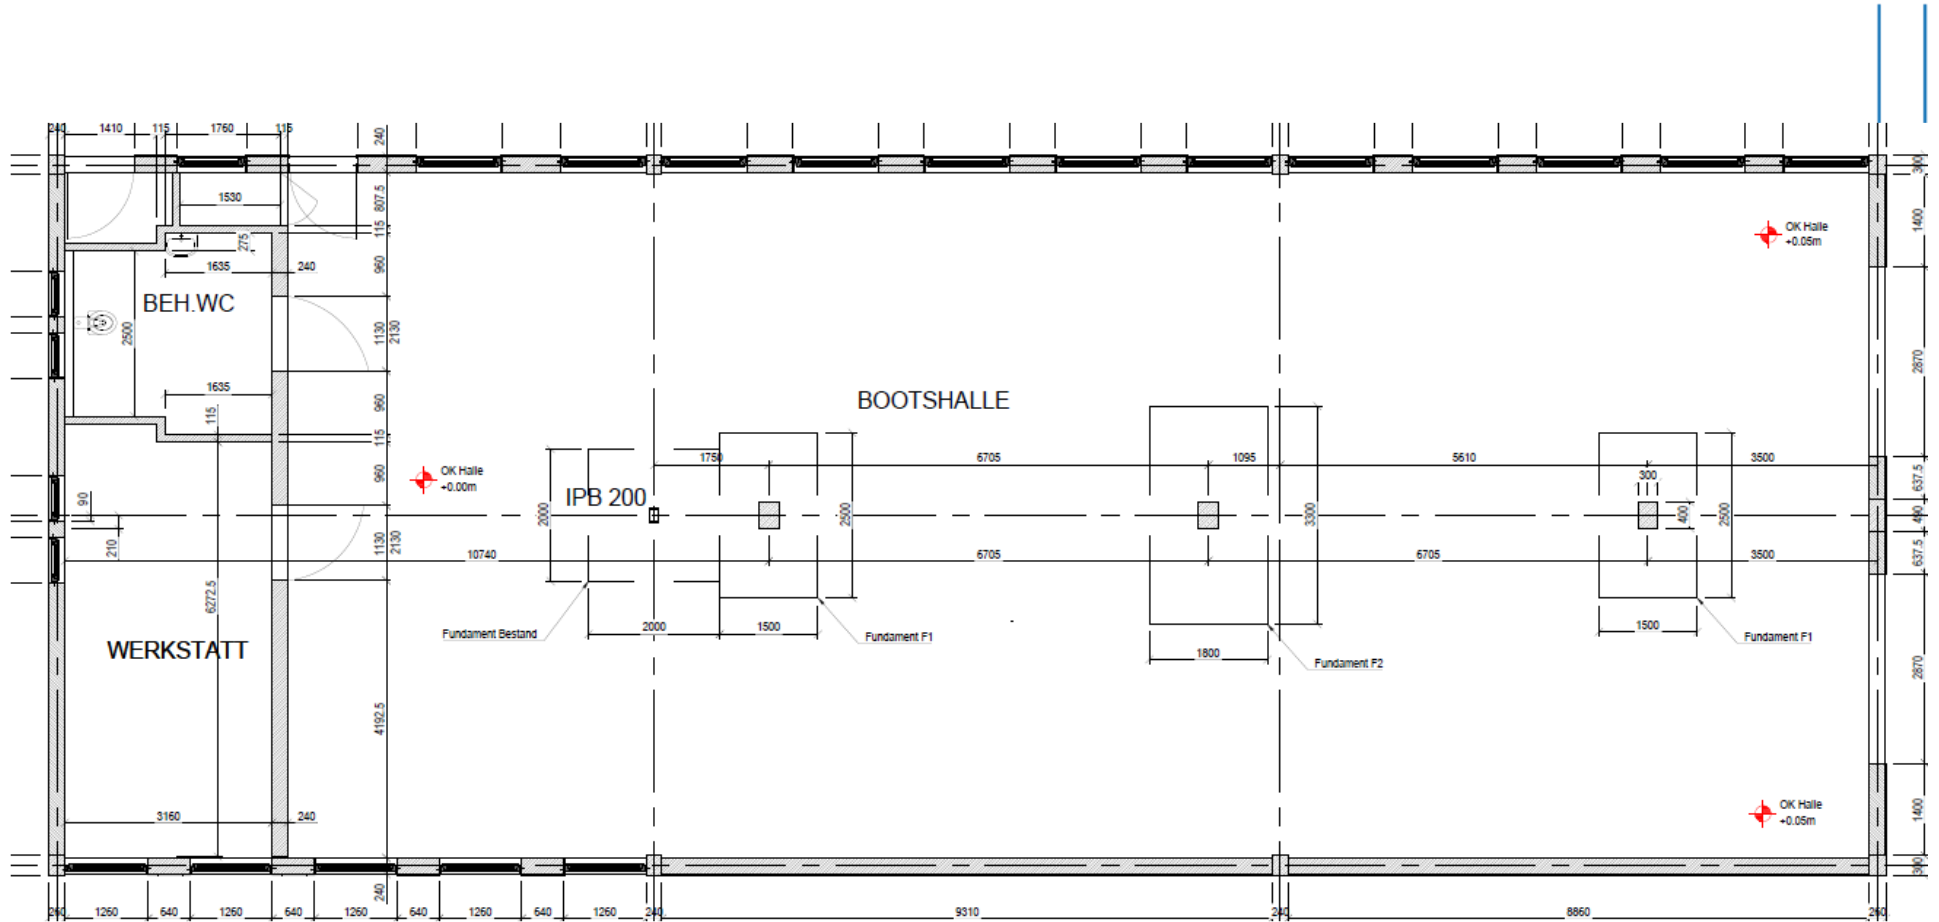 240 1410 115 1760 115 240
300
1530
807.5
1400
115
275
OK Halle
+0.05m
1635 240
960
BEH.WC
2500
1130
2130
2870
1635
960
BOOTSHALLE
115
115
1750 6705 1095 5610 3500
OK Halle
+0.00m
960
300
637.5
90
IPB 200
2000
2500
3300
400
2500
490
210
10740 6705 6705 3500
1130
2130
637.5
6272.5
Fundament Bestand
2000 1500
Fundament F1
1500
Fundament F1
WERKSTATT
1800
Fundament F2
2870
4192.5
OK Halle
+0.05m
1400
3160 240
300
240
260 1260 640 1260 640 1260 640 1260 640 1260 240 9310 240 8860 260